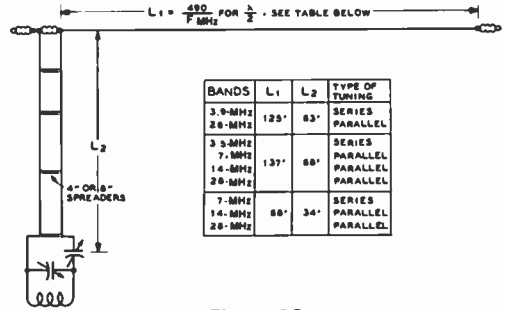 L1 = 490 / F MHz FOR λ/2 . SEE TABLE BELOW
L2
4" OR 6"
SPREADERS
BANDS L1 L2 TYPE OF TUNING
3.9-MHz 125' 63' SERIES
28-MHz PARALLEL
3.5-MHz 137' 68' SERIES
7-MHz PARALLEL
14-MHz PARALLEL
28-MHz PARALLEL
7-MHz 68' 34' SERIES
14-MHz PARALLEL
28-MHz PARALLEL